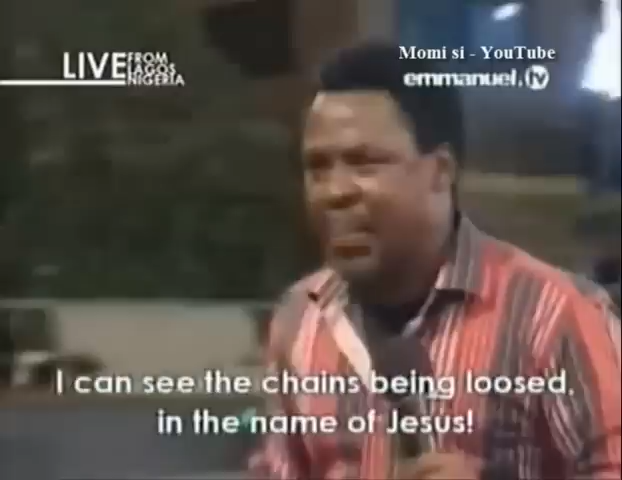 LIVE FROM LAGOS NIGERIA
Momi si - YouTube
emmanuel.tv
I can see the chains being loosed,
in the name of Jesus!